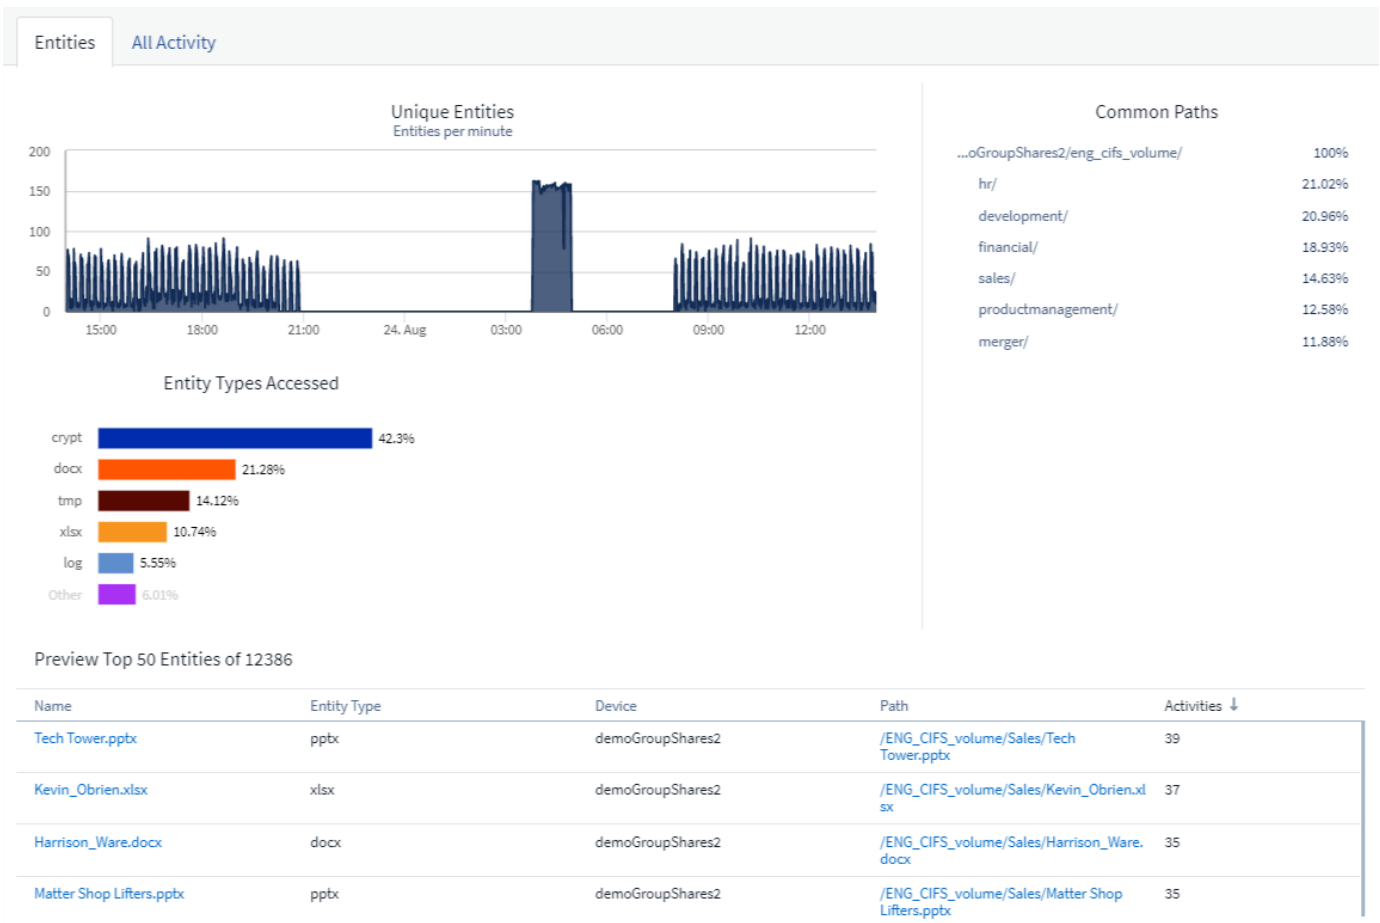 Entities
All Activity
Unique Entities
Entities per minute
200
150
100
50
0
15:00 18:00 21:00 24. Aug 03:00 06:00 09:00 12:00
Common Paths
...oGroupShares2/eng_cifs_volume/ 100%
hr/ 21.02%
development/ 20.96%
financial/ 18.93%
sales/ 14.63%
productmanagement/ 12.58%
merger/ 11.88%
Entity Types Accessed
crypt 42.3%
docx 21.28%
tmp 14.12%
xlsx 10.74%
log 5.55%
Other 6.01%
Preview Top 50 Entities of 12386
Name Entity Type Device Path Activities ↓
Tech Tower.pptx pptx demoGroupShares2 /ENG_CIFS_volume/Sales/Tech 39
Tower.pptx
Kevin_Obrien.xlsx xlsx demoGroupShares2 /ENG_CIFS_volume/Sales/Kevin_Obrien.xl 37
sx
Harrison_Ware.docx docx demoGroupShares2 /ENG_CIFS_volume/Sales/Harrison_Ware. 35
docx
Matter Shop Lifters.pptx pptx demoGroupShares2 /ENG_CIFS_volume/Sales/Matter Shop 35
Lifters.pptx